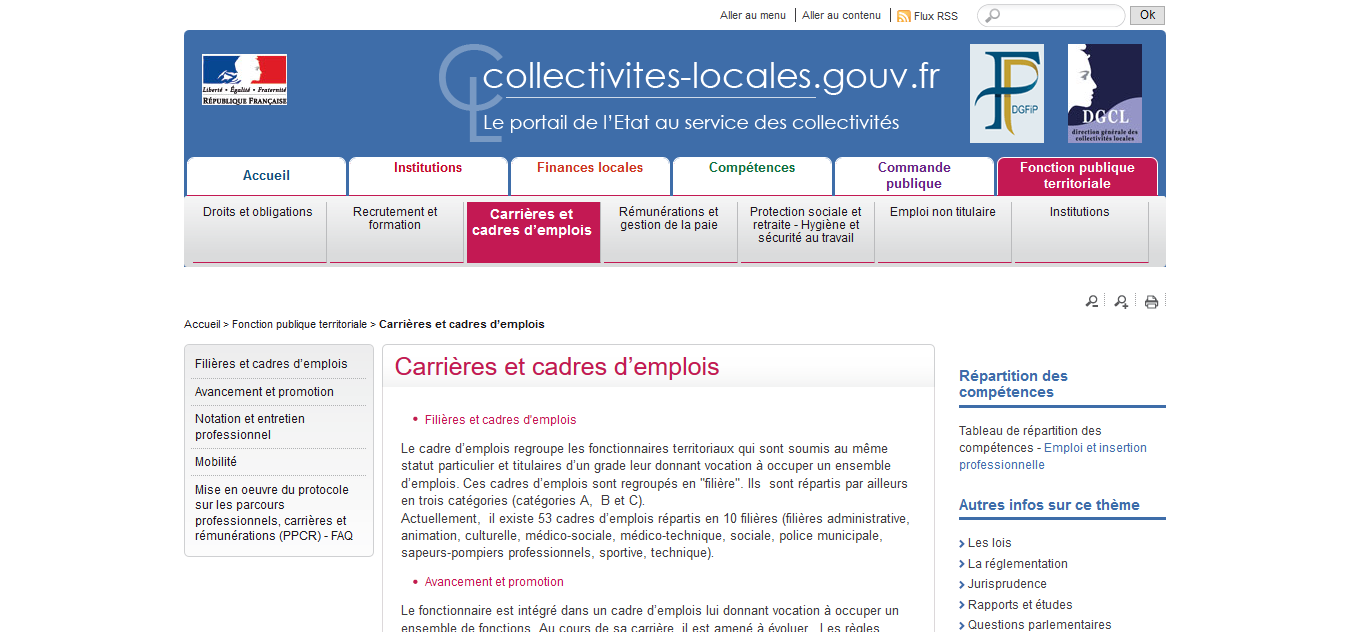 Aller au menu
Aller au contenu
Flux RSS
Ok
Liberté • Égalité • Fraternité
RÉPUBLIQUE FRANÇAISE
collectivites-locales.gouv.fr
Le portail de l'Etat au service des collectivités
DGFiP
DGCL
direction générale des
collectivités locales
Accueil
Institutions
Finances locales
Compétences
Commande
publique
Fonction publique
territoriale
Droits et obligations
Recrutement et
formation
Carrières et
cadres d’emplois
Rémunérations et
gestion de la paie
Protection sociale et
retraite - Hygiène et
sécurité au travail
Emploi non titulaire
Institutions
Accueil > Fonction publique territoriale > Carrières et cadres d’emplois
Filières et cadres d’emplois
Avancement et promotion
Notation et entretien
professionnel
Mobilité
Mise en oeuvre du protocole
sur les parcours
professionnels, carrières et
rémunérations (PPCR) - FAQ
Carrières et cadres d’emplois
• Filières et cadres d'emplois
Le cadre d’emplois regroupe les fonctionnaires territoriaux qui sont soumis au même
statut particulier et titulaires d’un grade leur donnant vocation à occuper un ensemble
d’emplois. Ces cadres d’emplois sont regroupés en "filière". Ils  sont répartis par ailleurs
en trois catégories (catégories A,  B et C).
Actuellement,  il existe 53 cadres d’emplois répartis en 10 filières (filières administrative,
animation, culturelle, médico-sociale, médico-technique, sociale, police municipale,
sapeurs-pompiers professionnels, sportive, technique).
• Avancement et promotion
Le fonctionnaire est intégré dans un cadre d’emplois lui donnant vocation à occuper un
ensemble de fonctions. Au cours de sa carrière, il est amené à évoluer.  Les règles
Répartition des
compétences
Tableau de répartition des
compétences - Emploi et insertion
professionnelle
Autres infos sur ce thème
Les lois
La réglementation
Jurisprudence
Rapports et études
Questions parlementaires